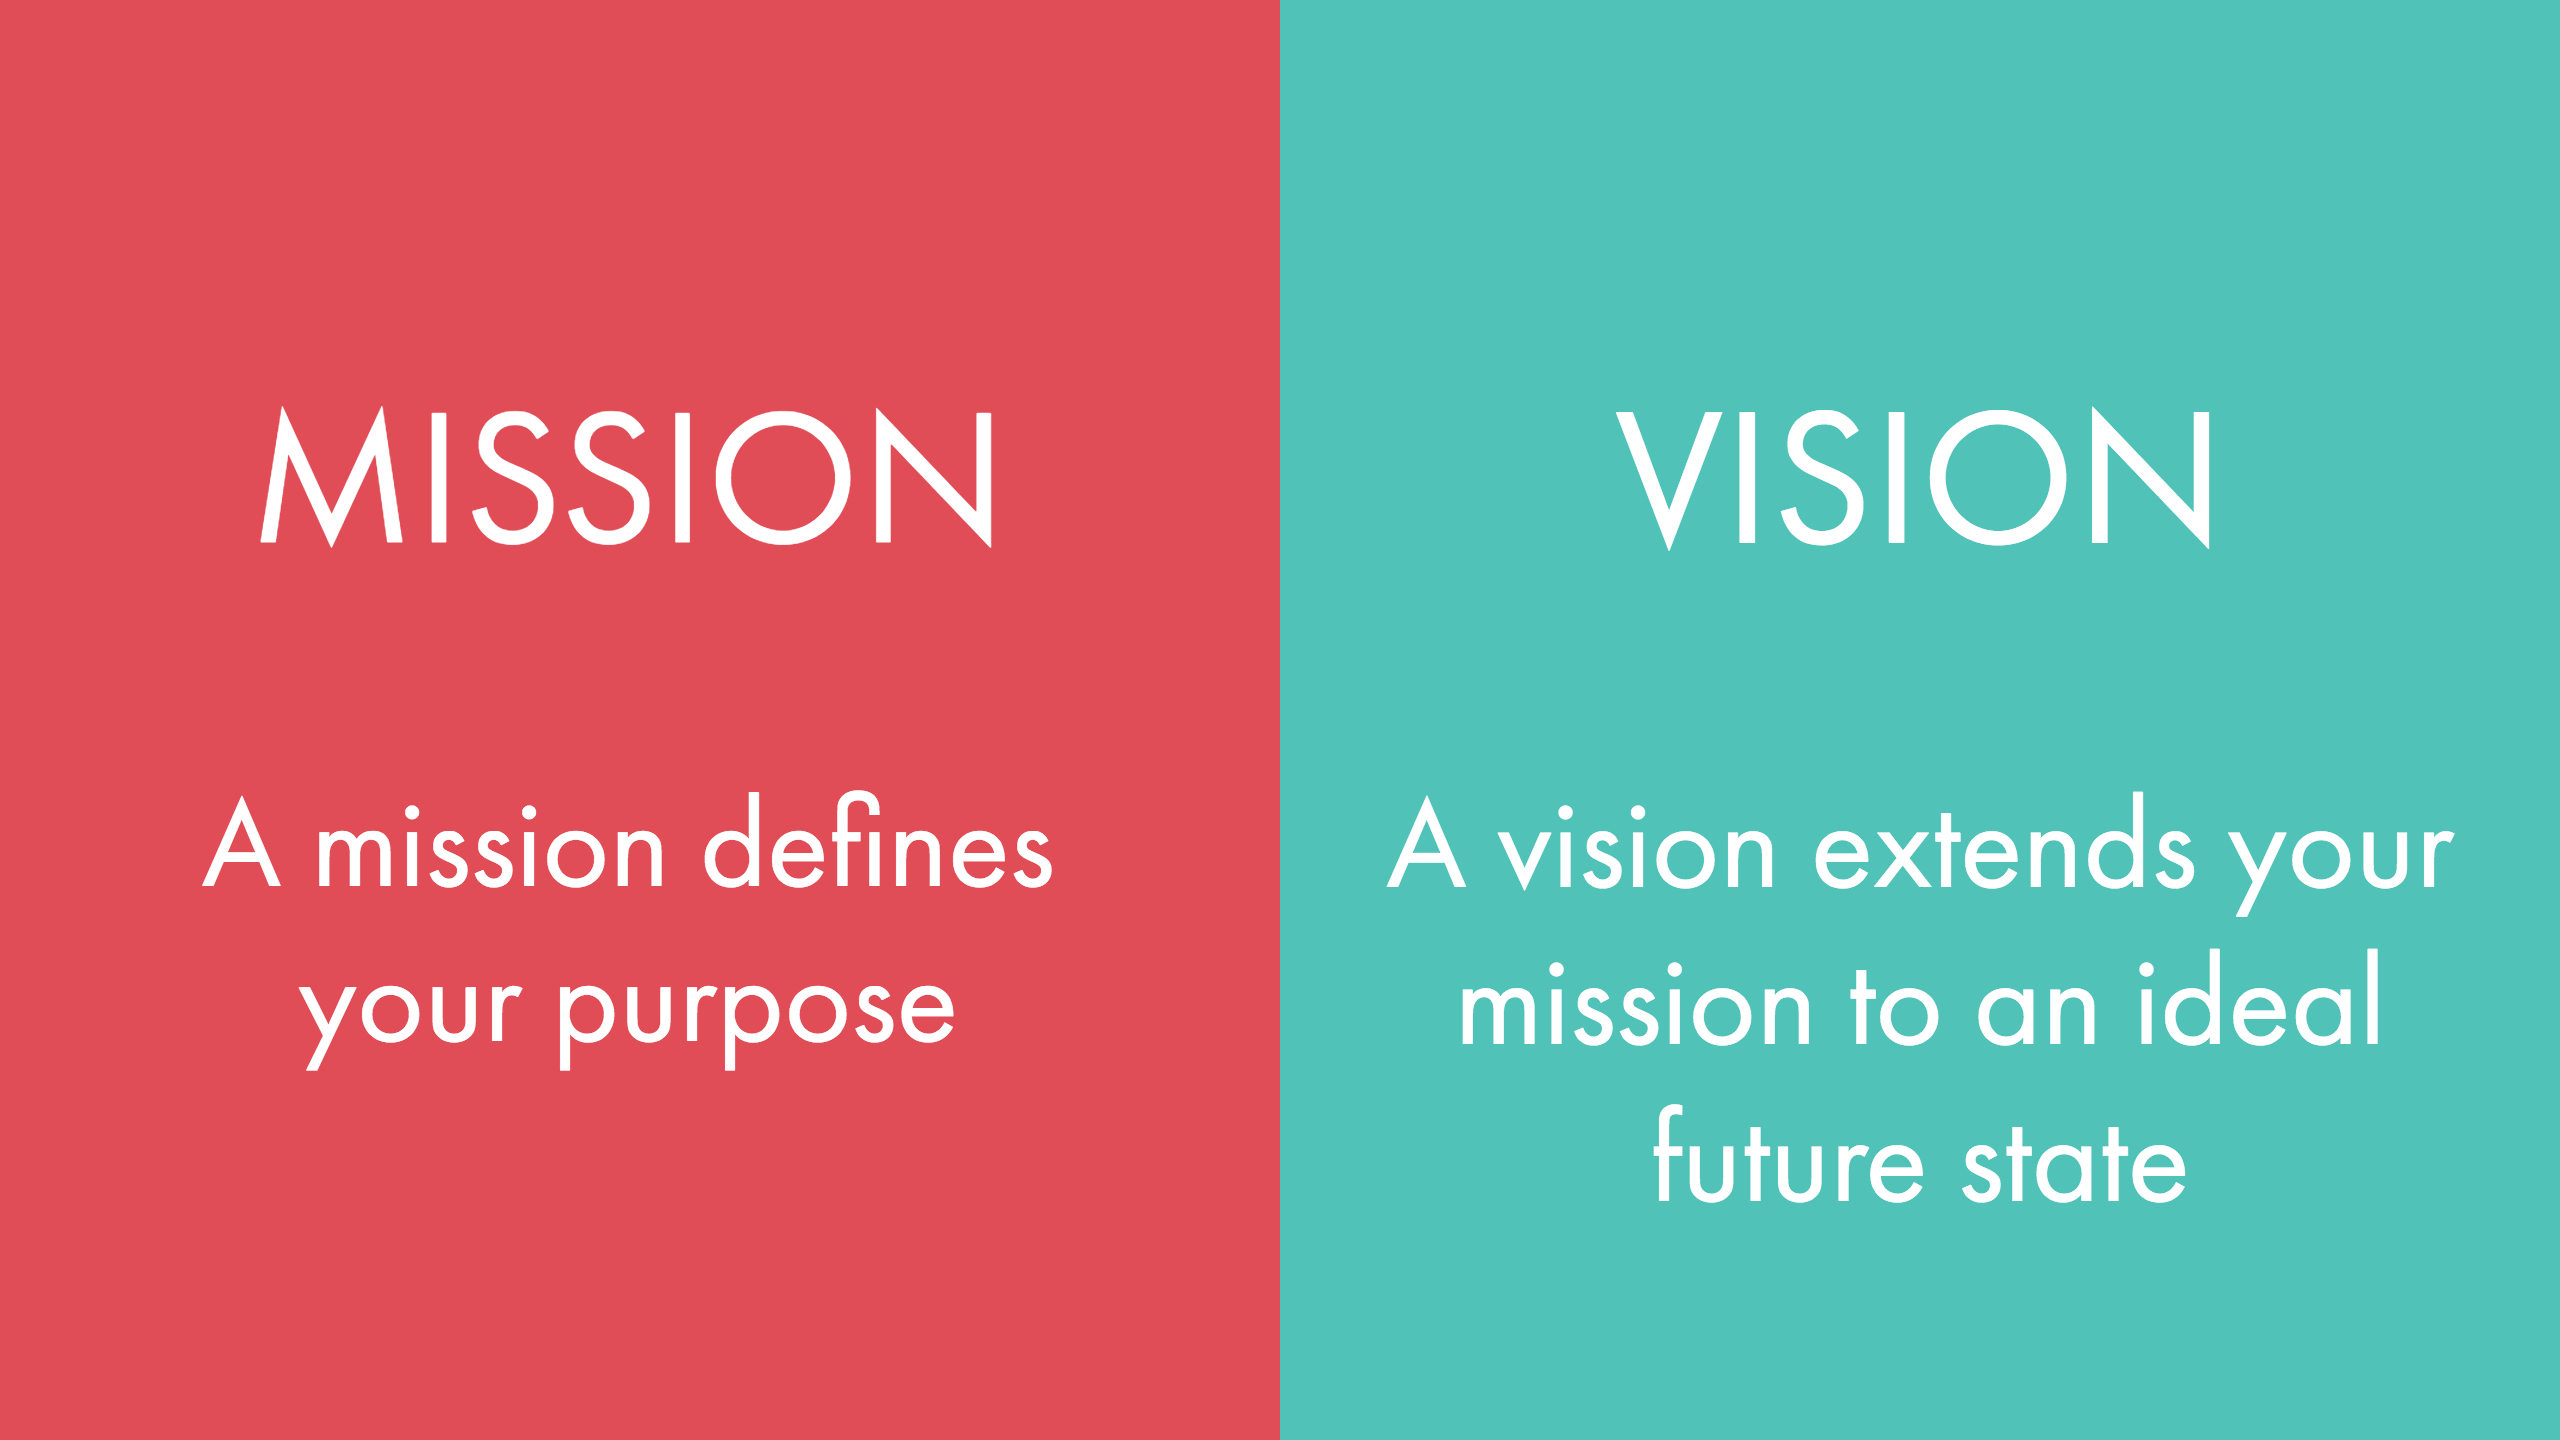 MISSION
A mission defines
your purpose
VISION
A vision extends your
mission to an ideal
future state